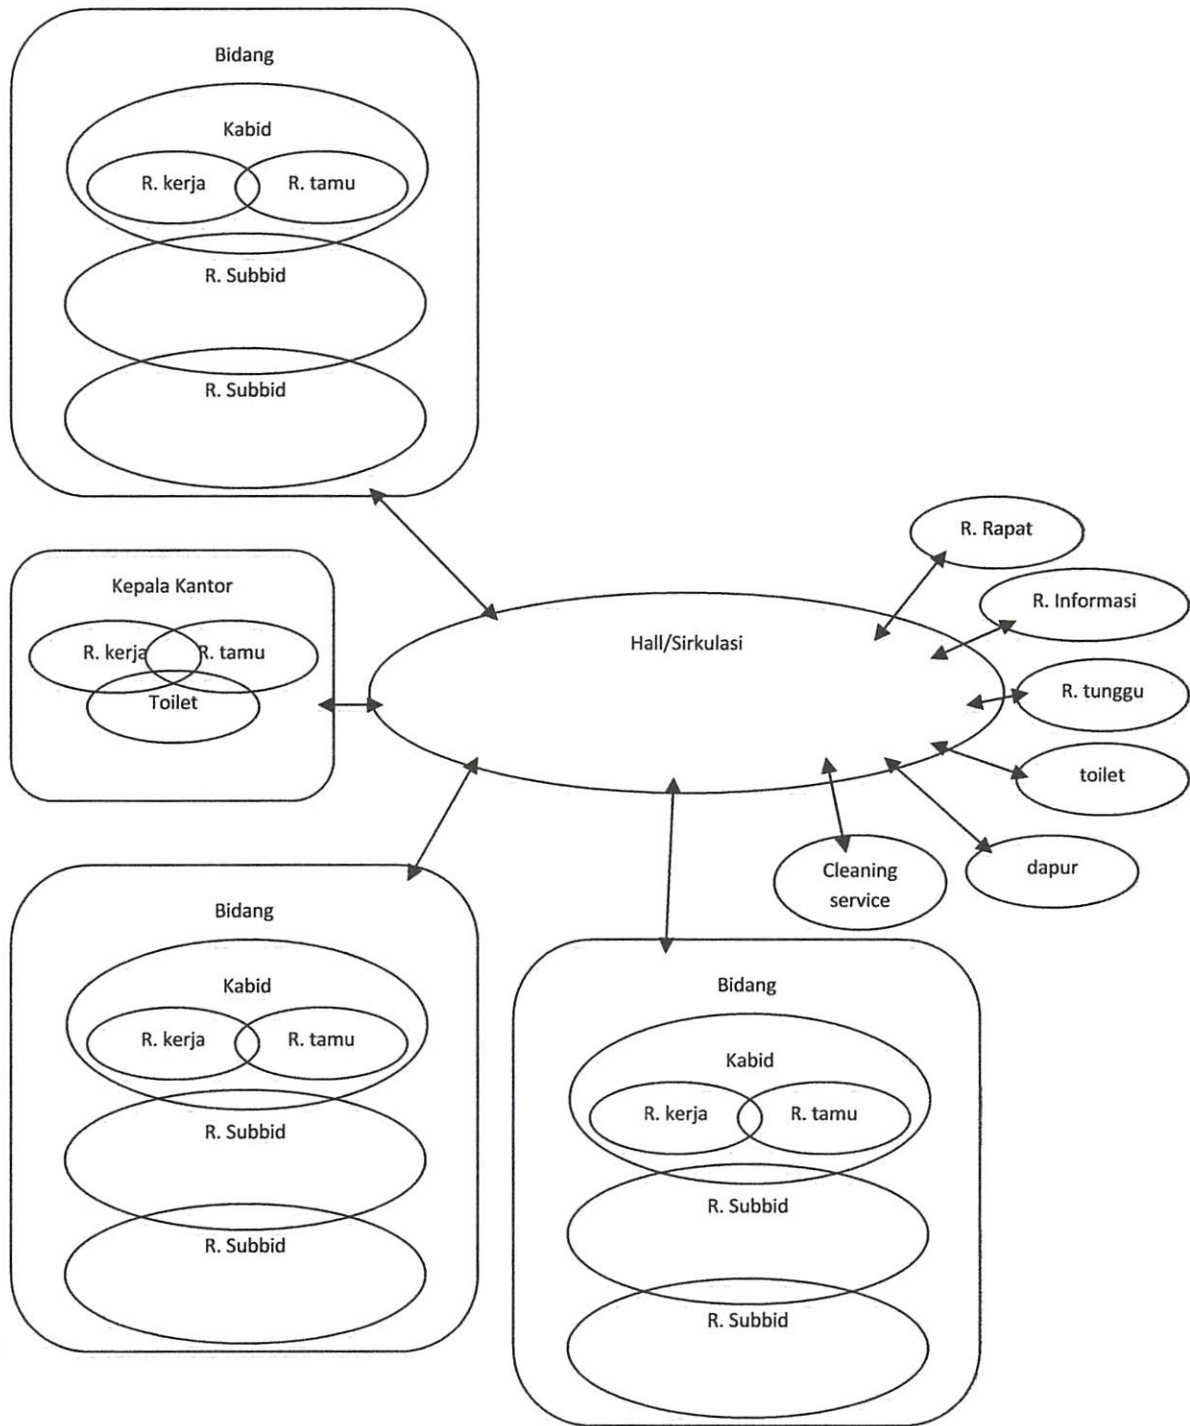 Bidang
Kabid
R. kerja
R. tamu
R. Subbid
R. Subbid
Kepala Kantor
R. kerja
R. tamu
Toilet
Hall/Sirkulasi
R. Rapat
R. Informasi
R. tunggu
toilet
dapur
Cleaning
service
Bidang
Kabid
R. kerja
R. tamu
R. Subbid
R. Subbid
Bidang
Kabid
R. kerja
R. tamu
R. Subbid
R. Subbid